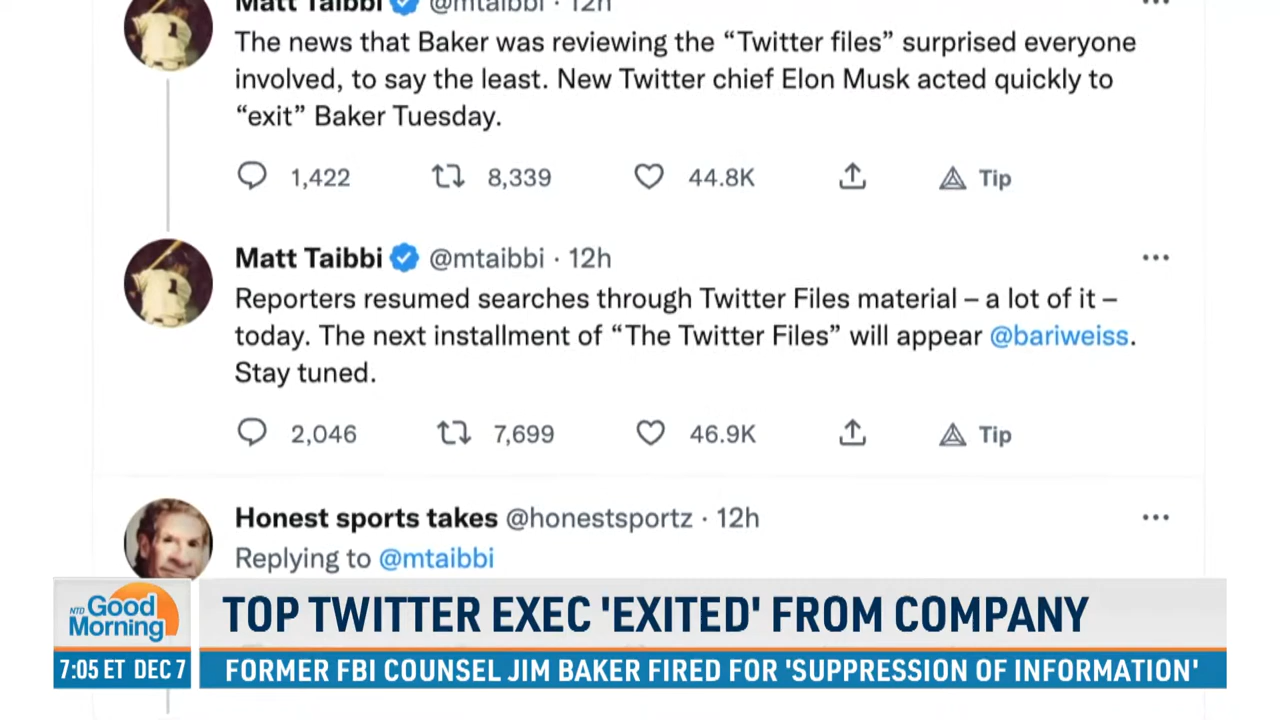 Matt Taibbi @mtaibbi · 12h
The news that Baker was reviewing the “Twitter files” surprised everyone
involved, to say the least. New Twitter chief Elon Musk acted quickly to
“exit” Baker Tuesday.
1,422 8,339 44.8K Tip
Matt Taibbi @mtaibbi · 12h
Reporters resumed searches through Twitter Files material – a lot of it –
today. The next installment of “The Twitter Files” will appear @bariweiss.
Stay tuned.
2,046 7,699 46.9K Tip
Honest sports takes @honestsportz · 12h
Replying to @mtaibbi
NTD Good
Morning
TOP TWITTER EXEC 'EXITED' FROM COMPANY
7:05 ET DEC 7
FORMER FBI COUNSEL JIM BAKER FIRED FOR 'SUPPRESSION OF INFORMATION'